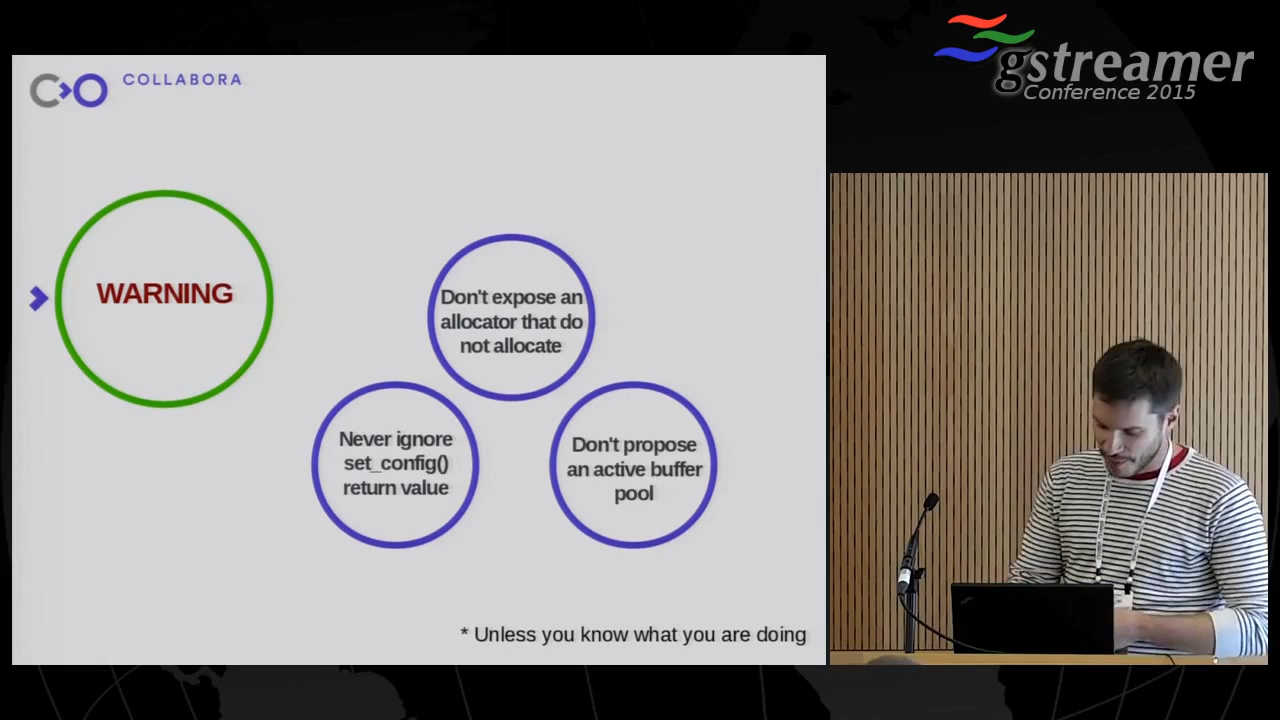 gstreamer
Conference 2015
COLLABORA
WARNING
Don't expose an
allocator that do
not allocate
Never ignore
set_config()
return value
Don't propose
an active buffer
pool
* Unless you know what you are doing